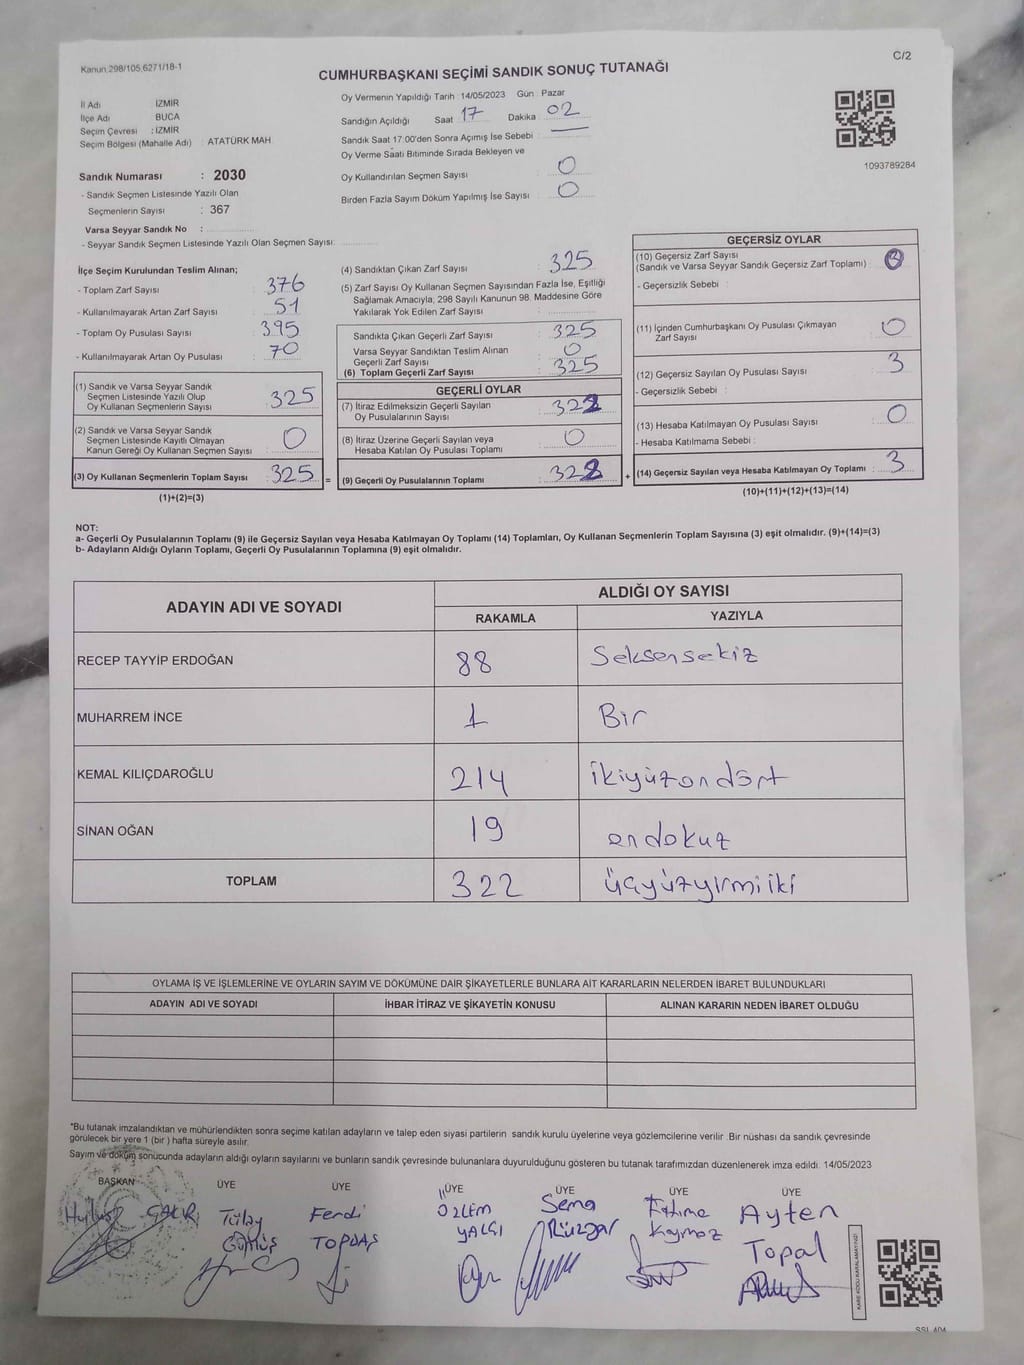 Kanun 298/105,6271/18-1
C/2
CUMHURBAŞKANI SEÇİMİ SANDIK SONUÇ TUTANAĞI
İl Adı İZMİR
İlçe Adı BUCA
Seçim Çevresi : İZMİR
Seçim Bölgesi (Mahalle Adı) : ATATÜRK MAH
Sandık Numarası : 2030
- Sandık Seçmen Listesinde Yazılı Olan
Seçmenlerin Sayısı : 367
Varsa Seyyar Sandık No :
- Seyyar Sandık Seçmen Listesinde Yazılı Olan Seçmen Sayısı:
Oy Vermenin Yapıldığı Tarih : 14/05/2023 Gün : Pazar
Sandığın Açıldığı Saat 17 Dakika 02
Sandık Saat 17:00'den Sonra Açımış İse Sebebi :
Oy Verme Saati Bitiminde Sırada Bekleyen ve
Oy Kullandırılan Seçmen Sayısı : 0
Birden Fazla Sayım Döküm Yapılmış İse Sayısı : 0
1093789284
İlçe Seçim Kurulundan Teslim Alınan;
- Toplam Zarf Sayısı : 376
- Kullanılmayarak Artan Zarf Sayısı : 51
- Toplam Oy Pusulası Sayısı : 395
- Kullanılmayarak Artan Oy Pusulası : 70
(1) Sandık ve Varsa Seyyar Sandık
Seçmen Listesinde Yazılı Olup
Oy Kullanan Seçmenlerin Sayısı : 325
(2) Sandık ve Varsa Seyyar Sandık
Seçmen Listesinde Kayıtlı Olmayan
Kanun Gereği Oy Kullanan Seçmen Sayısı : 0
(3) Oy Kullanan Seçmenlerin Toplam Sayısı : 325 =
(1)+(2)=(3)
(4) Sandıktan Çıkan Zarf Sayısı : 325
(5) Zarf Sayısı Oy Kullanan Seçmen Sayısından Fazla İse, Eşitliği
Sağlamak Amacıyla; 298 Sayılı Kanunun 98. Maddesine Göre
Yakılarak Yok Edilen Zarf Sayısı :
Sandıkta Çıkan Geçerli Zarf Sayısı : 325
Varsa Seyyar Sandıktan Teslim Alınan
Geçerli Zarf Sayısı : 0
(6) Toplam Geçerli Zarf Sayısı : 325
GEÇERLİ OYLAR
(7) İtiraz Edilmeksizin Geçerli Sayılan
Oy Pusulalarının Sayısı : 322
(8) İtiraz Üzerine Geçerli Sayılan veya
Hesaba Katılan Oy Pusulası Toplamı : 0
(9) Geçerli Oy Pusulalarının Toplamı : 322 +
GEÇERSİZ OYLAR
(10) Geçersiz Zarf Sayısı
(Sandık ve Varsa Seyyar Sandık Geçersiz Zarf Toplamı) :
- Geçersizlik Sebebi :
(11) İçinden Cumhurbaşkanı Oy Pusulası Çıkmayan
Zarf Sayısı : 0
(12) Geçersiz Sayılan Oy Pusulası Sayısı : 3
- Geçersizlik Sebebi :
(13) Hesaba Katılmayan Oy Pusulası Sayısı : 0
- Hesaba Katılmama Sebebi :
(14) Geçersiz Sayılan veya Hesaba Katılmayan Oy Toplamı : 3
(10)+(11)+(12)+(13)=(14)
NOT:
a- Geçerli Oy Pusulalarının Toplamı (9) ile Geçersiz Sayılan veya Hesaba Katılmayan Oy Toplamı (14) Toplamları, Oy Kullanan Seçmenlerin Toplam Sayısına (3) eşit olmalıdır. (9)+(14)=(3)
b- Adayların Aldığı Oyların Toplamı, Geçerli Oy Pusulalarının Toplamına (9) eşit olmalıdır.
ADAYIN ADI VE SOYADI
ALDIĞI OY SAYISI
RAKAMLA YAZIYLA
RECEP TAYYİP ERDOĞAN 88 Seksensekiz
MUHARREM İNCE 1 Bir
KEMAL KILIÇDAROĞLU 214 ikiyüzondört
SİNAN OĞAN 19 ondokuz
TOPLAM 322 üçyüzyirmiiki
OYLAMA İŞ VE İŞLEMLERİNE VE OYLARIN SAYIM VE DÖKÜMÜNE DAİR ŞİKAYETLERLE BUNLARA AİT KARARLARIN NELERDEN İBARET BULUNDUKLARI
ADAYIN ADI VE SOYADI İHBAR İTİRAZ VE ŞİKAYETİN KONUSU ALINAN KARARIN NEDEN İBARET OLDUĞU
"Bu tutanak imzalandıktan ve mühürlendikten sonra seçime katılan adayların ve talep eden siyasi partilerin sandık kurulu üyelerine veya gözlemcilerine verilir .Bir nüshası da sandık çevresinde
görülecek bir yere 1 (bir ) hafta süreyle asılır.
Sayım ve döküm sonucunda adayların aldığı oyların sayılarını ve bunların sandık çevresinde bulunanlara duyurulduğunu gösteren bu tutanak tarafımızdan düzenlenerek imza edildi. 14/05/2023
BAŞKAN ÜYE ÜYE ÜYE ÜYE ÜYE ÜYE
Hülya ÇAKIR
Tülay Gümüş
Ferdi TOPDAŞ
ÖZLEM YALÇI
Sema Rüzgar
Fatma Kaymaz
Ayten Topal
KARE KODU KARALAMAYINIZ!